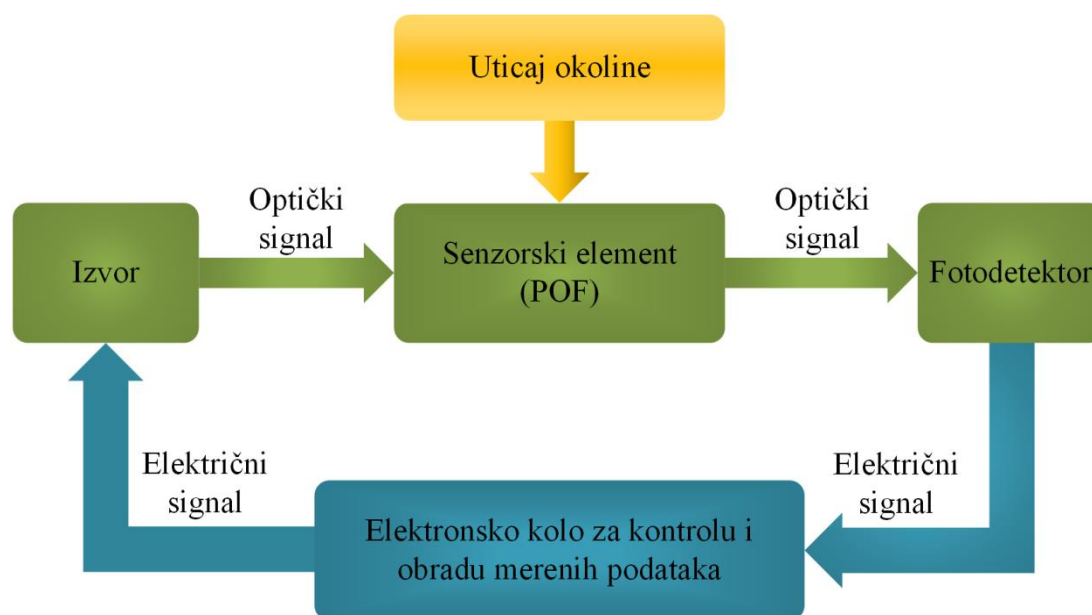 Uticaj okoline
Optički
signal
Optički
signal
Izvor
Senzorski element
(POF)
Fotodetektor
Električni
signal
Električni
signal
Elektronsko kolo za kontrolu i
obradu merenih podataka